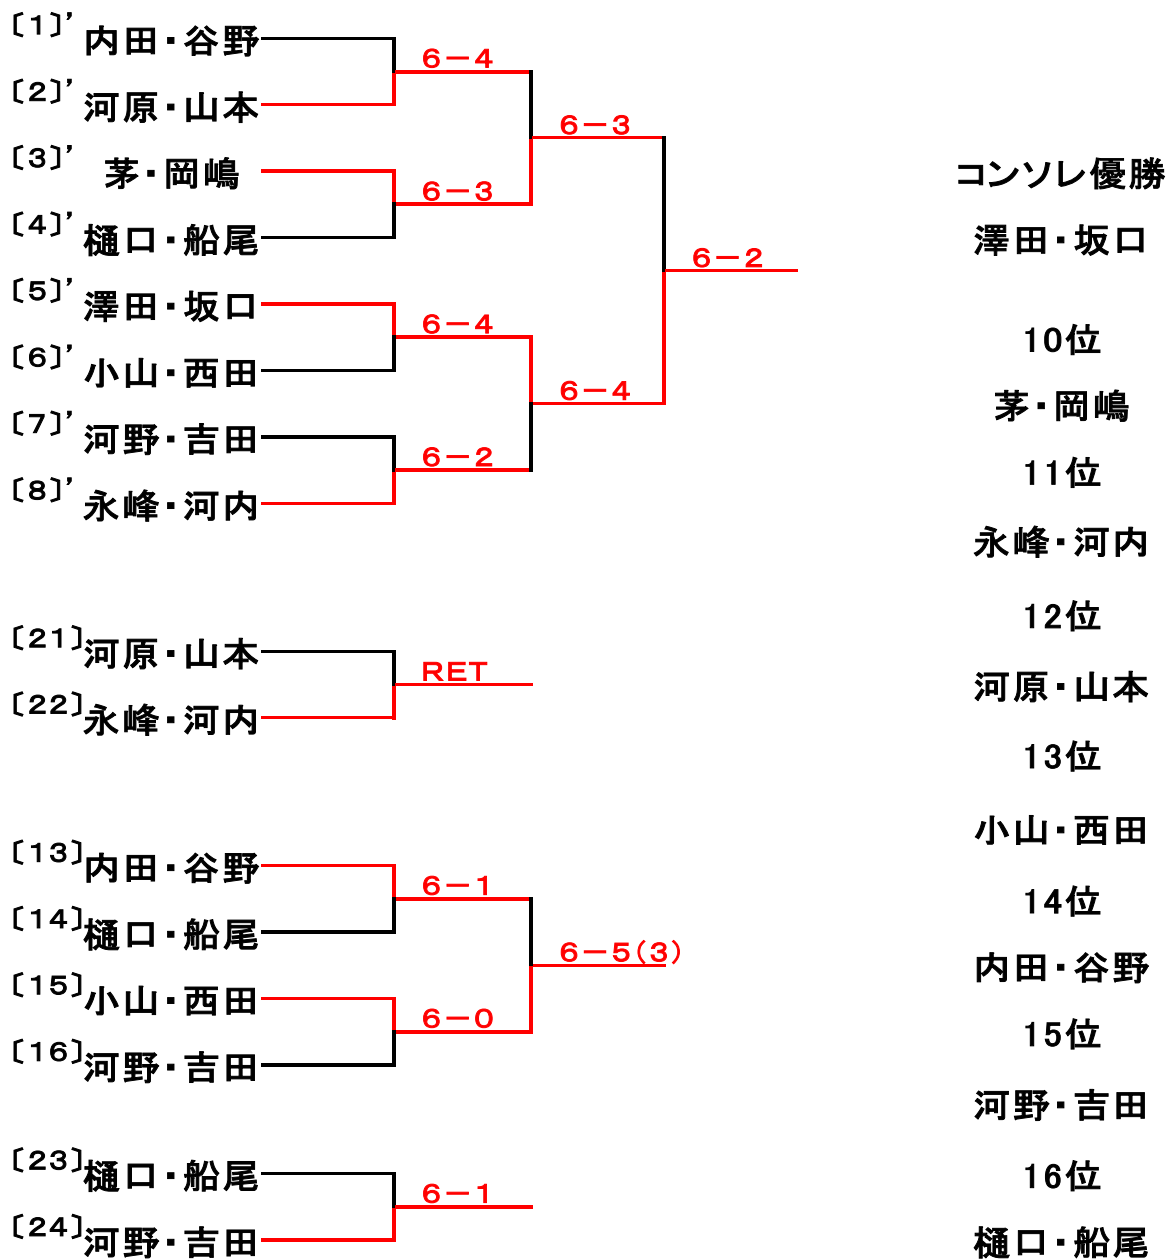 〔1〕' 内田・谷野
6－4
〔2〕' 河原・山本
6－3
〔3〕' 茅・岡嶋
6－3
〔4〕' 樋口・船尾
6－2
〔5〕' 澤田・坂口
6－4
〔6〕' 小山・西田
6－4
〔7〕' 河野・吉田
6－2
〔8〕' 永峰・河内
〔21〕 河原・山本
RET
〔22〕 永峰・河内
〔13〕 内田・谷野
6－1
〔14〕 樋口・船尾
6－5(3)
〔15〕 小山・西田
6－0
〔16〕 河野・吉田
〔23〕 樋口・船尾
6－1
〔24〕 河野・吉田
コンソレ優勝
澤田・坂口
10位
茅・岡嶋
11位
永峰・河内
12位
河原・山本
13位
小山・西田
14位
内田・谷野
15位
河野・吉田
16位
樋口・船尾